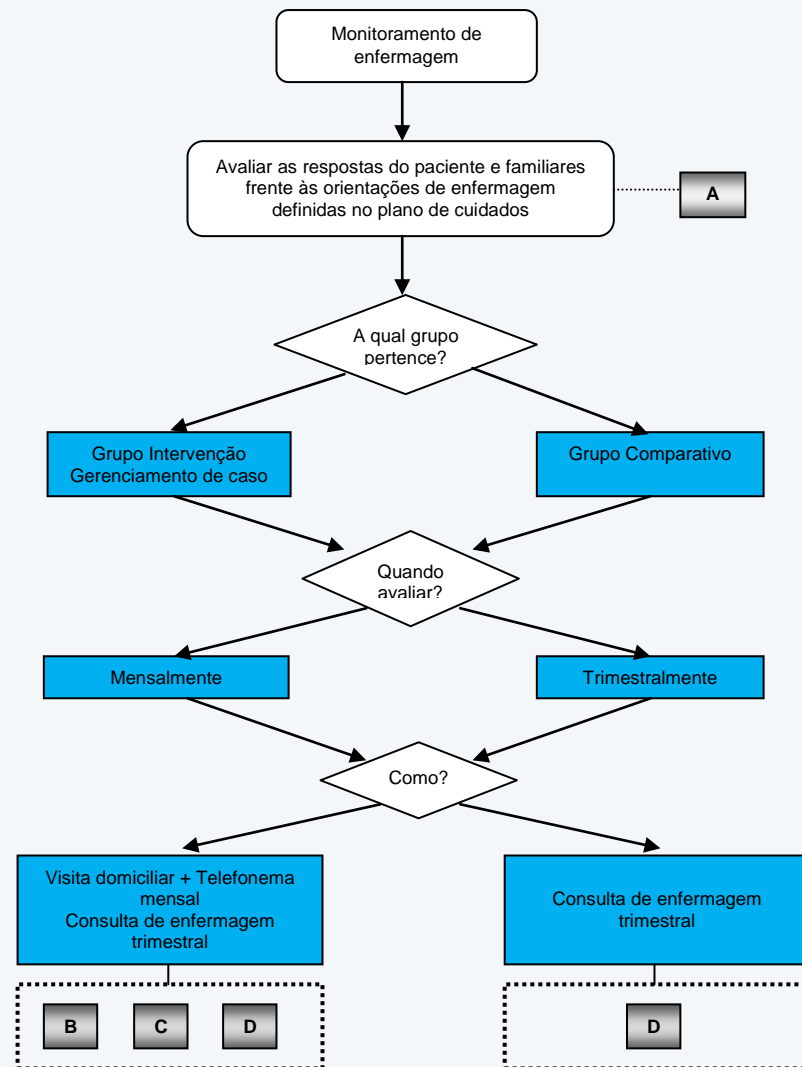 Monitoramento de
enfermagem
Avaliar as respostas do paciente e familiares
frente às orientações de enfermagem
definidas no plano de cuidados
A
A qual grupo
pertence?
Grupo Intervenção
Gerenciamento de caso
Grupo Comparativo
Quando
avaliar?
Mensalmente
Trimestralmente
Como?
Visita domiciliar + Telefonema
mensal
Consulta de enfermagem
trimestral
Consulta de enfermagem
trimestral
B
C
D
D